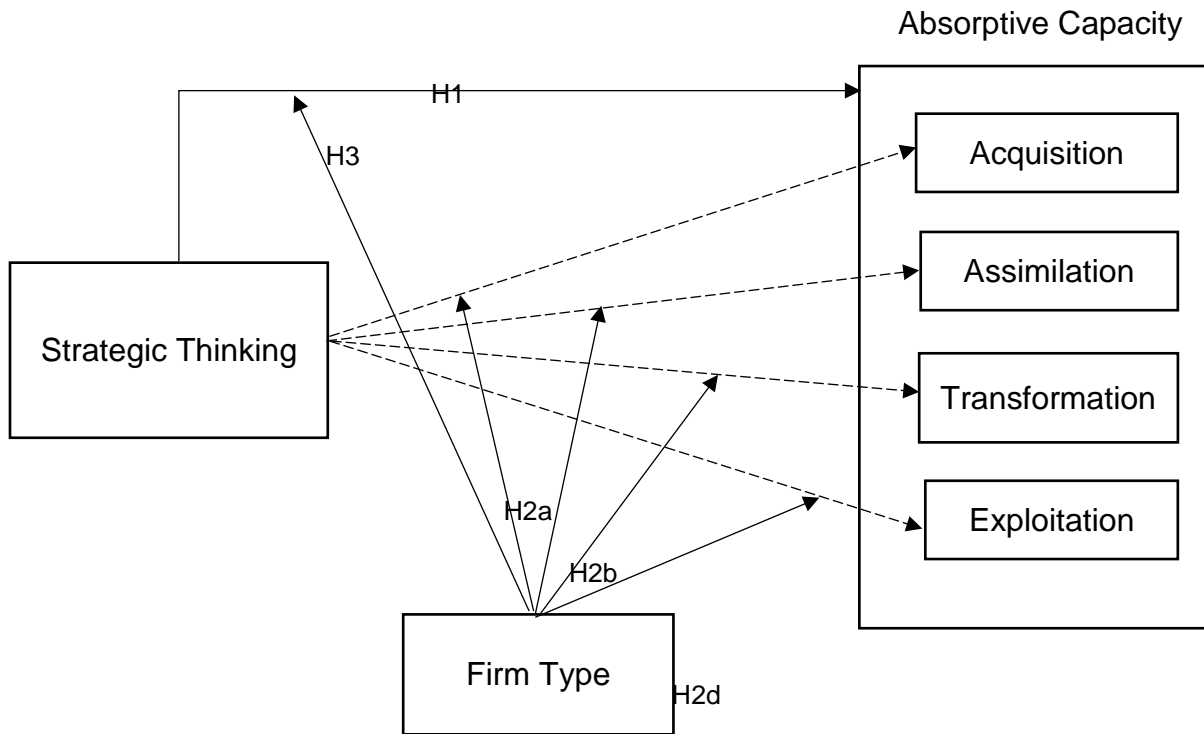 Absorptive Capacity
H1
Acquisition
H3
Assimilation
Strategic Thinking
Transformation
H2a
Exploitation
H2b
Firm Type
H2d